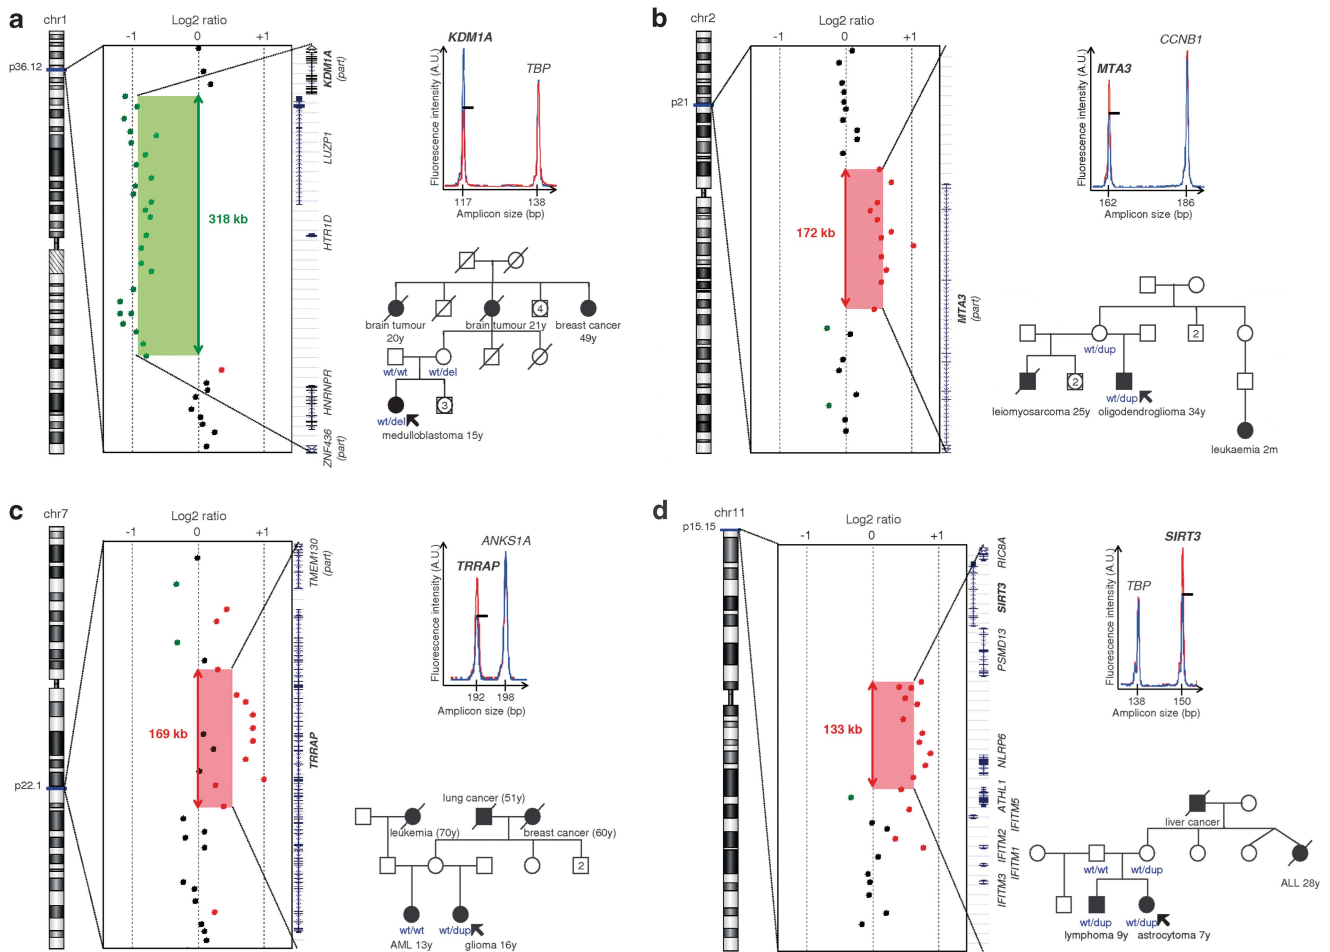 a
chr1
Log2 ratio
-1 0 +1
p36.12
318 kb
KDM1A
(part)
LUZP1
HTR1D
HNRNPR
ZNF436
(part)
KDM1A
TBP
Fluorescence intensity (A.U.)
117 138
Amplicon size (bp)
brain tumour
20y
brain tumour 21y
4
breast cancer
49y
wt/wt
wt/del
wt/del
3
medulloblastoma 15y
b
chr2
Log2 ratio
-1 0 +1
p21
172 kb
MTA3
(part)
MTA3
CCNB1
Fluorescence intensity (A.U.)
162 186
Amplicon size (bp)
wt/dup
2
2
wt/dup
leiomyosarcoma 25y
oligodendroglioma 34y
leukaemia 2m
c
chr7
Log2 ratio
-1 0 +1
p22.1
169 kb
TMEM130
(part)
TRRAP
TRRAP
ANKS1A
Fluorescence intensity (A.U.)
192 198
Amplicon size (bp)
lung cancer (51y)
leukemia (70y)
breast cancer (60y)
2
wt/wt
wt/dup
AML 13y
glioma 16y
d
chr11
Log2 ratio
-1 0 +1
p15.15
133 kb
RIC8A
SIRT3
PSMD13
NLRP6
ATHL1
IFITM5
IFITM2
IFITM1
IFITM3
SIRT3
TBP
Fluorescence intensity (A.U.)
138 150
Amplicon size (bp)
liver cancer
wt/wt
wt/dup
ALL 28y
wt/dup
wt/dup
lymphoma 9y
astrocytoma 7y